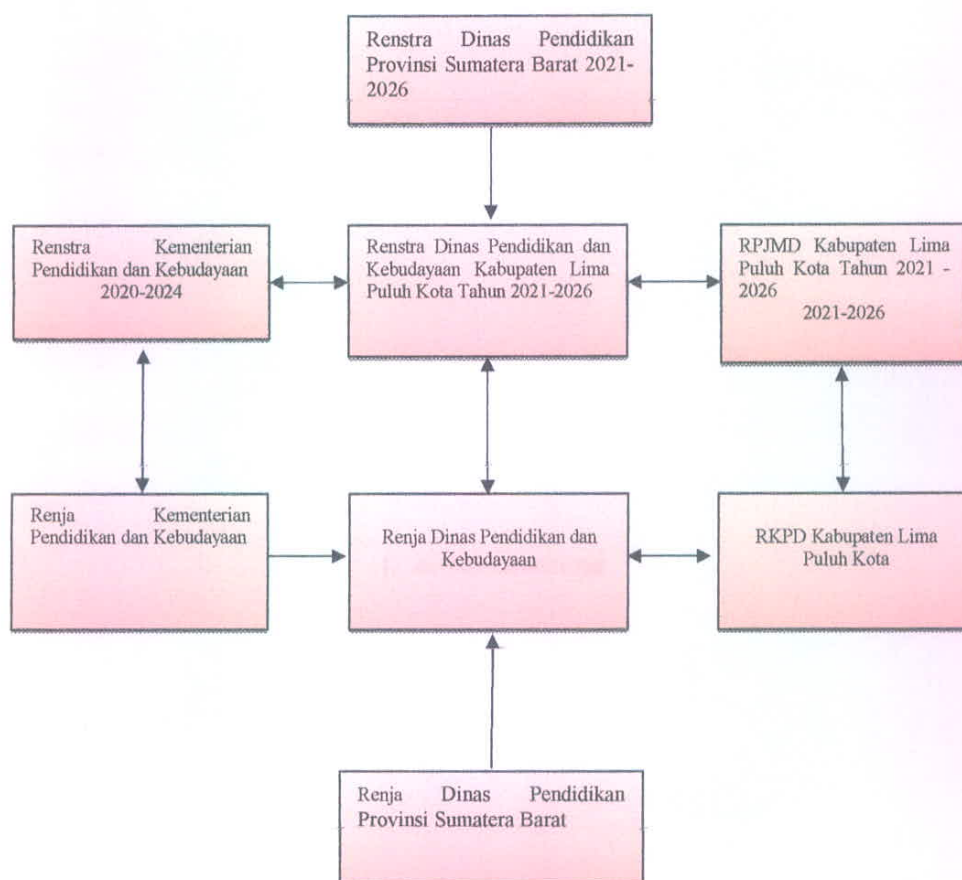 Renstra Dinas Pendidikan
Provinsi Sumatera Barat 2021-
2026
Renstra Kementerian
Pendidikan dan Kebudayaan
2020-2024
Renstra Dinas Pendidikan dan
Kebudayaan Kabupaten Lima
Puluh Kota Tahun 2021-2026
RPJMD Kabupaten Lima
Puluh Kota Tahun 2021 -
2026
2021-2026
Renja Kementerian
Pendidikan dan Kebudayaan
Renja Dinas Pendidikan dan
Kebudayaan
RKPD Kabupaten Lima
Puluh Kota
Renja Dinas Pendidikan
Provinsi Sumatera Barat